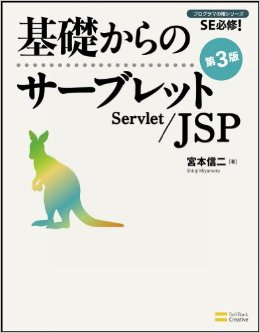 プログラマの種シリーズ
SE必修!
基礎からの
第3版
サーブレット
Servlet
/JSP
宮本信二[著]
Shinji Miyamoto
SoftBank
Creative